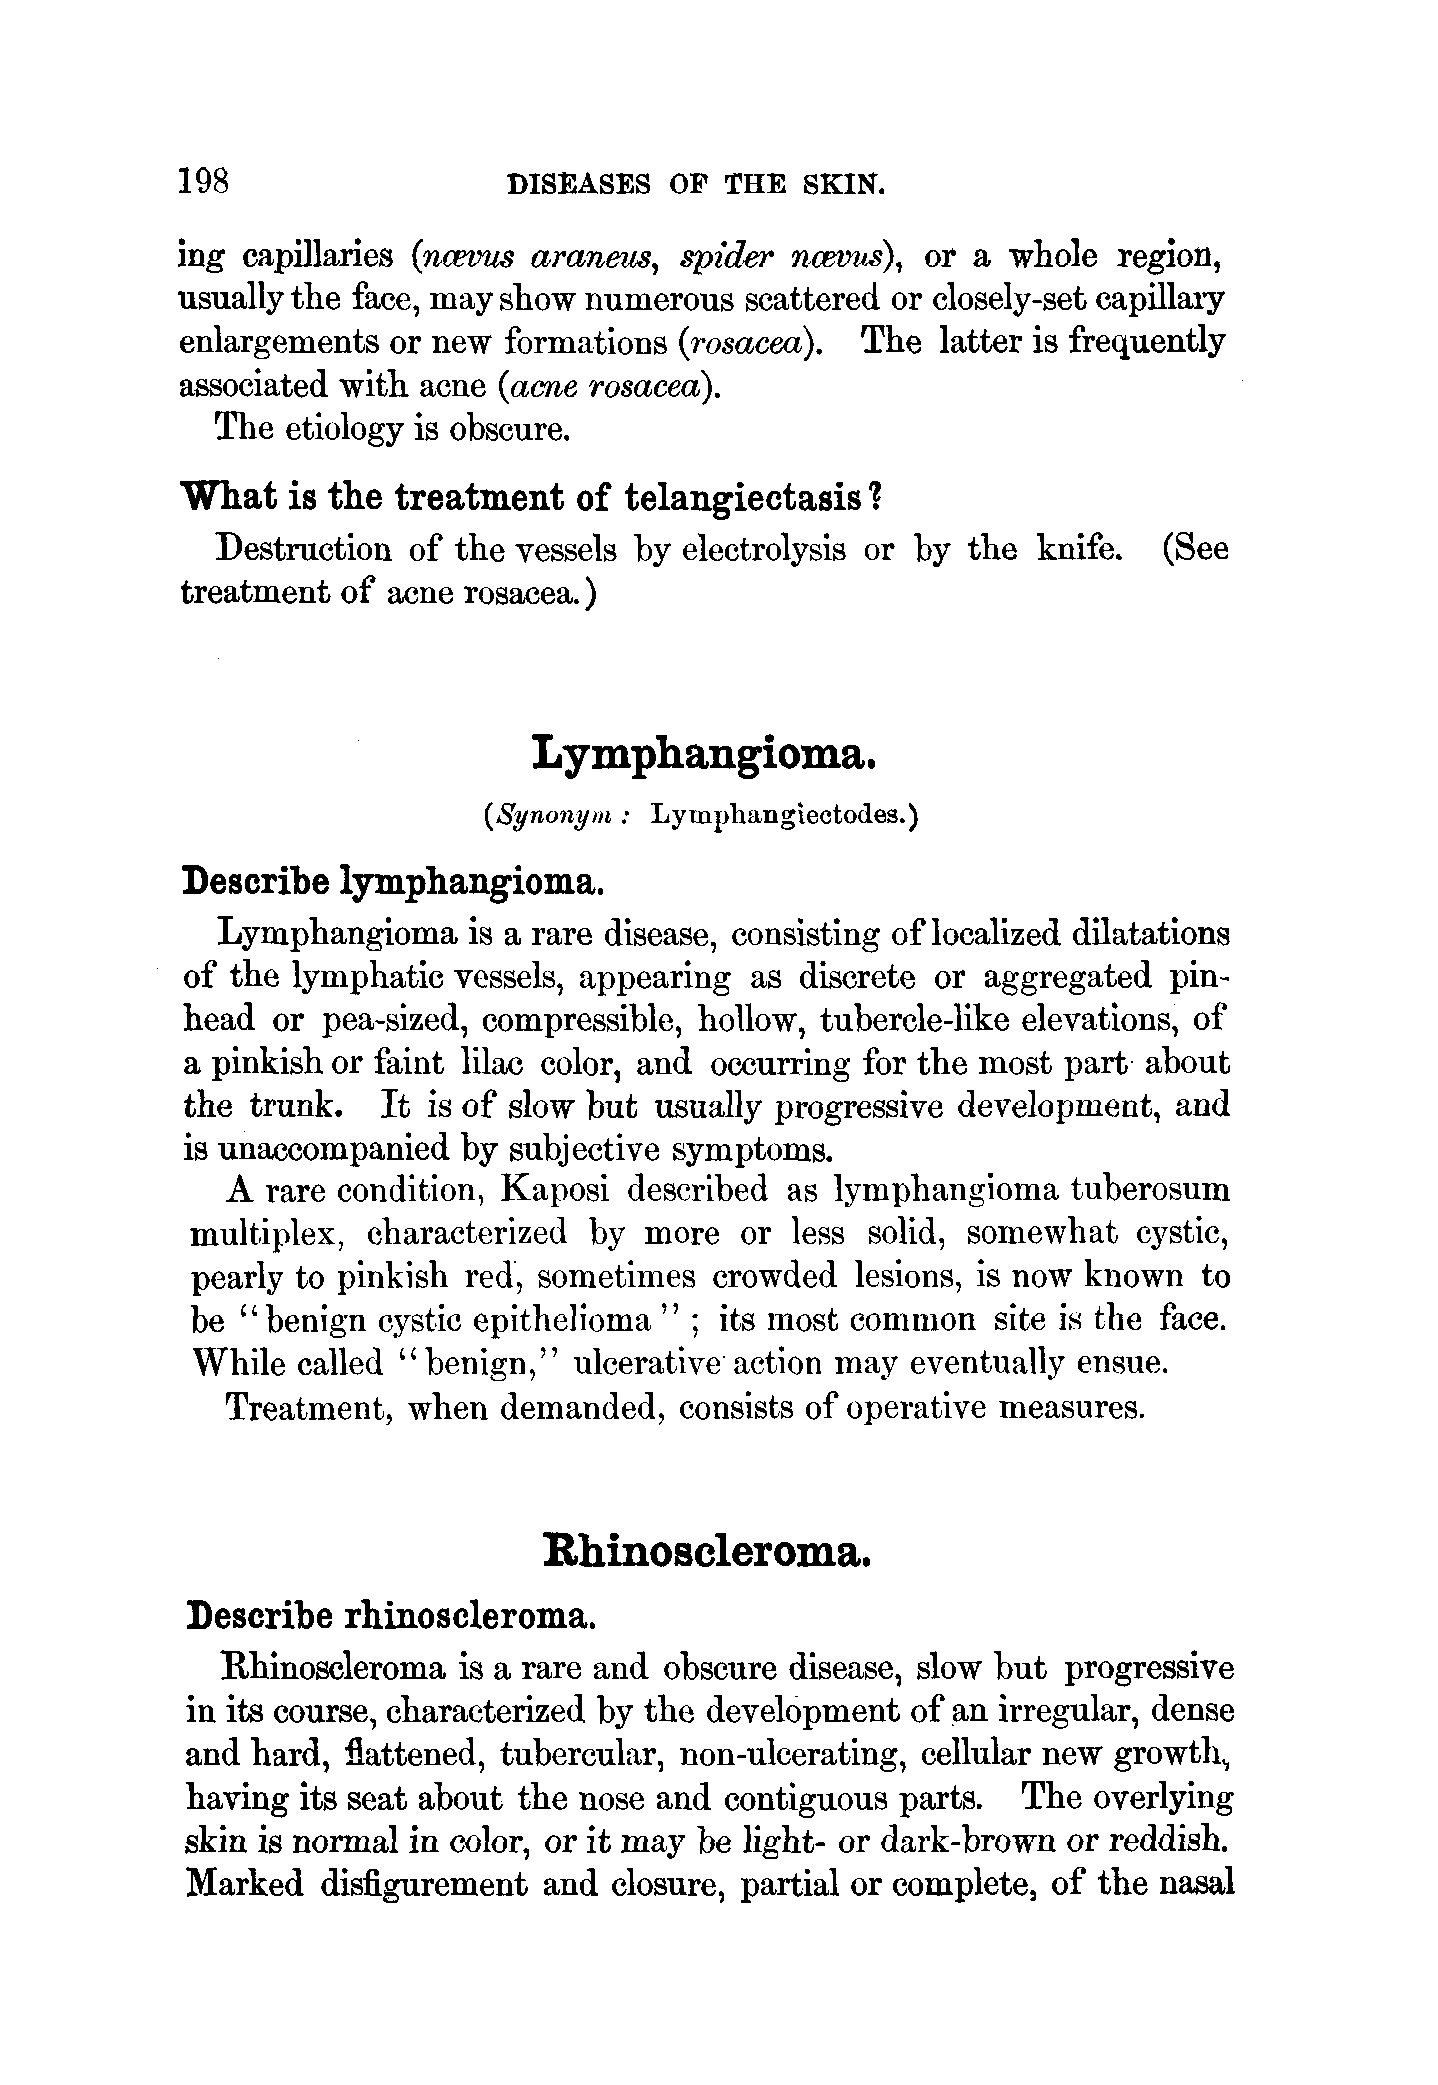 198 DISEASES OF THE SKIN.
ing capillaries (nœvus araneus, spider nœvus), or a whole region,
usually the face, may show numerous scattered or closely-set capillary
enlargements or new formations (rosacea). The latter is frequently
associated with acne (acne rosacea).
The etiology is obscure.
What is the treatment of telangiectasis?
Destruction of the vessels by electrolysis or by the knife. (See
treatment of acne rosacea.)
Lymphangioma.
(Synonym: Lymphangiectodes.)
Describe lymphangioma.
Lymphangioma is a rare disease, consisting of localized dilatations
of the lymphatic vessels, appearing as discrete or aggregated pin-
head or pea-sized, compressible, hollow, tubercle-like elevations, of
a pinkish or faint lilac color, and occurring for the most part about
the trunk. It is of slow but usually progressive development, and
is unaccompanied by subjective symptoms.
A rare condition, Kaposi described as lymphangioma tuberosum
multiplex, characterized by more or less solid, somewhat cystic,
pearly to pinkish red, sometimes crowded lesions, is now known to
be "benign cystic epithelioma"; its most common site is the face.
While called "benign," ulcerative action may eventually ensue.
Treatment, when demanded, consists of operative measures.
Rhinoscleroma.
Describe rhinoscleroma.
Rhinoscleroma is a rare and obscure disease, slow but progressive
in its course, characterized by the development of an irregular, dense
and hard, flattened, tubercular, non-ulcerating, cellular new growth,
having its seat about the nose and contiguous parts. The overlying
skin is normal in color, or it may be light- or dark-brown or reddish.
Marked disfigurement and closure, partial or complete, of the nasal